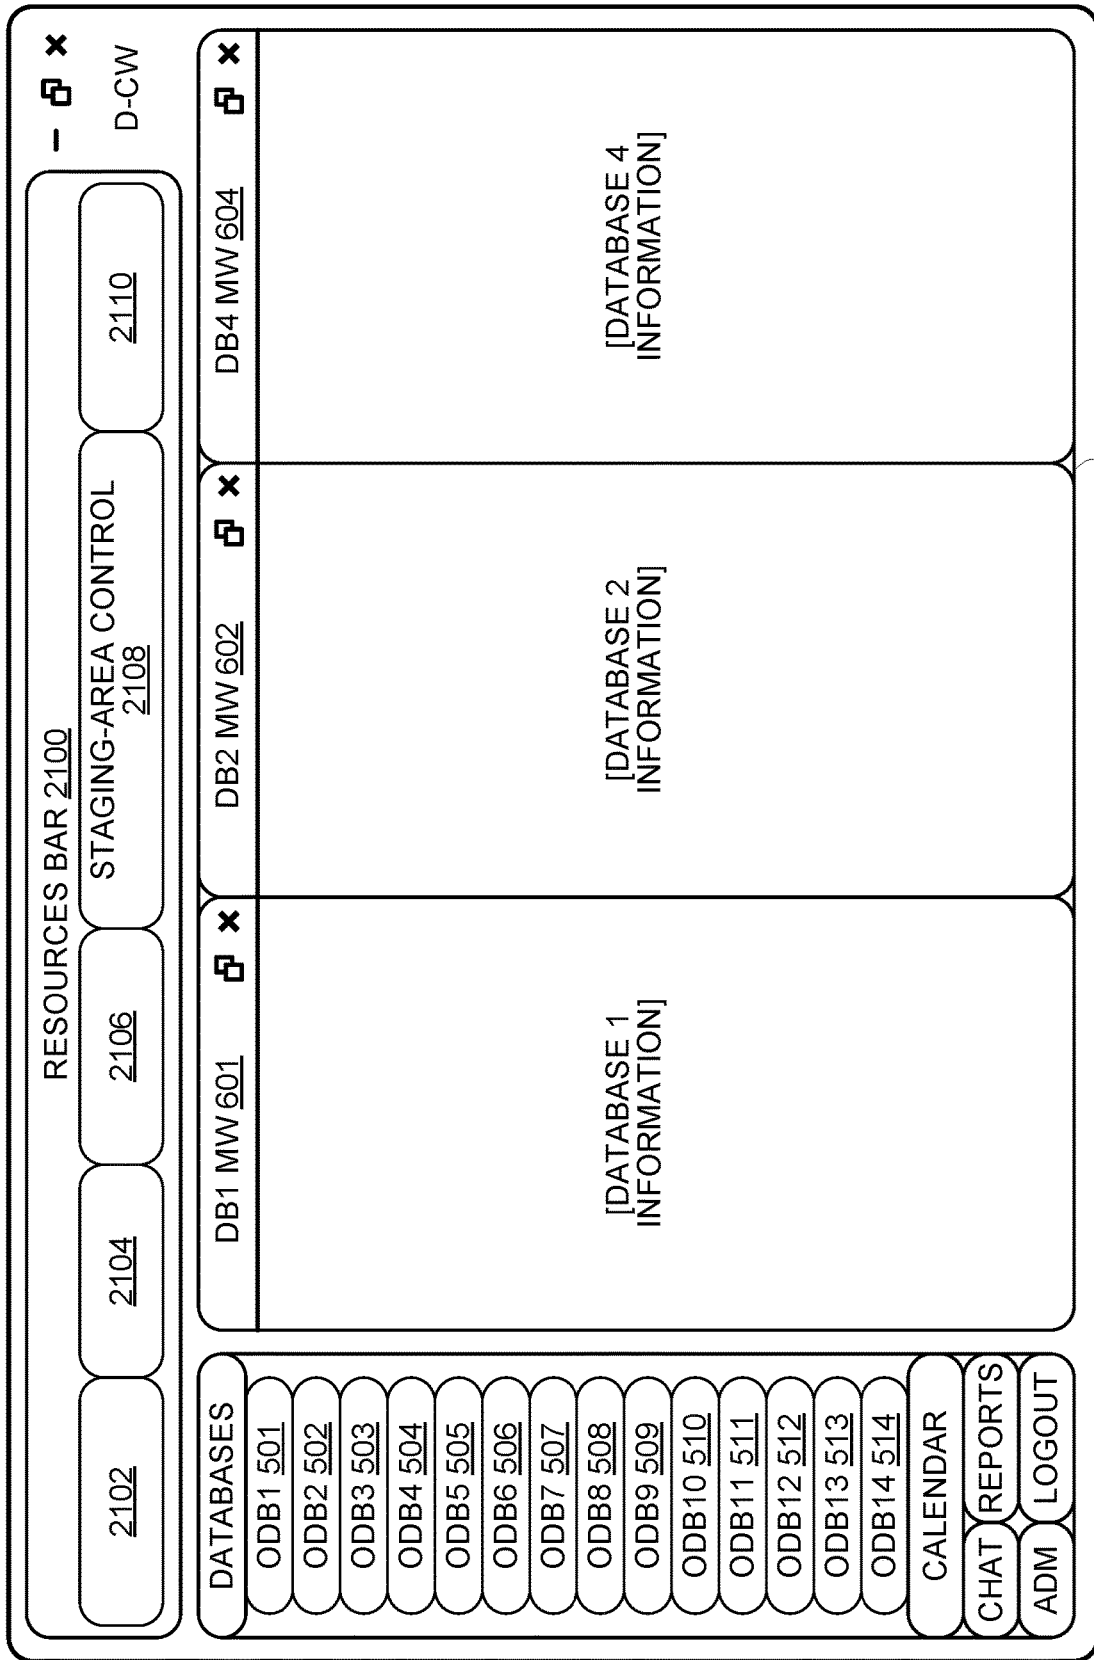 RESOURCES BAR 2100
D-CW
2102
2104
2106
STAGING-AREA CONTROL
2108
2110
DATABASES
ODB1 501
ODB2 502
ODB3 503
ODB4 504
ODB5 505
ODB6 506
ODB7 507
ODB8 508
ODB9 509
ODB10 510
ODB11 511
ODB12 512
ODB13 513
ODB14 514
CALENDAR
CHAT REPORTS
ADM LOGOUT
DB1 MW 601
[DATABASE 1
INFORMATION]
DB2 MW 602
[DATABASE 2
INFORMATION]
DB4 MW 604
[DATABASE 4
INFORMATION]